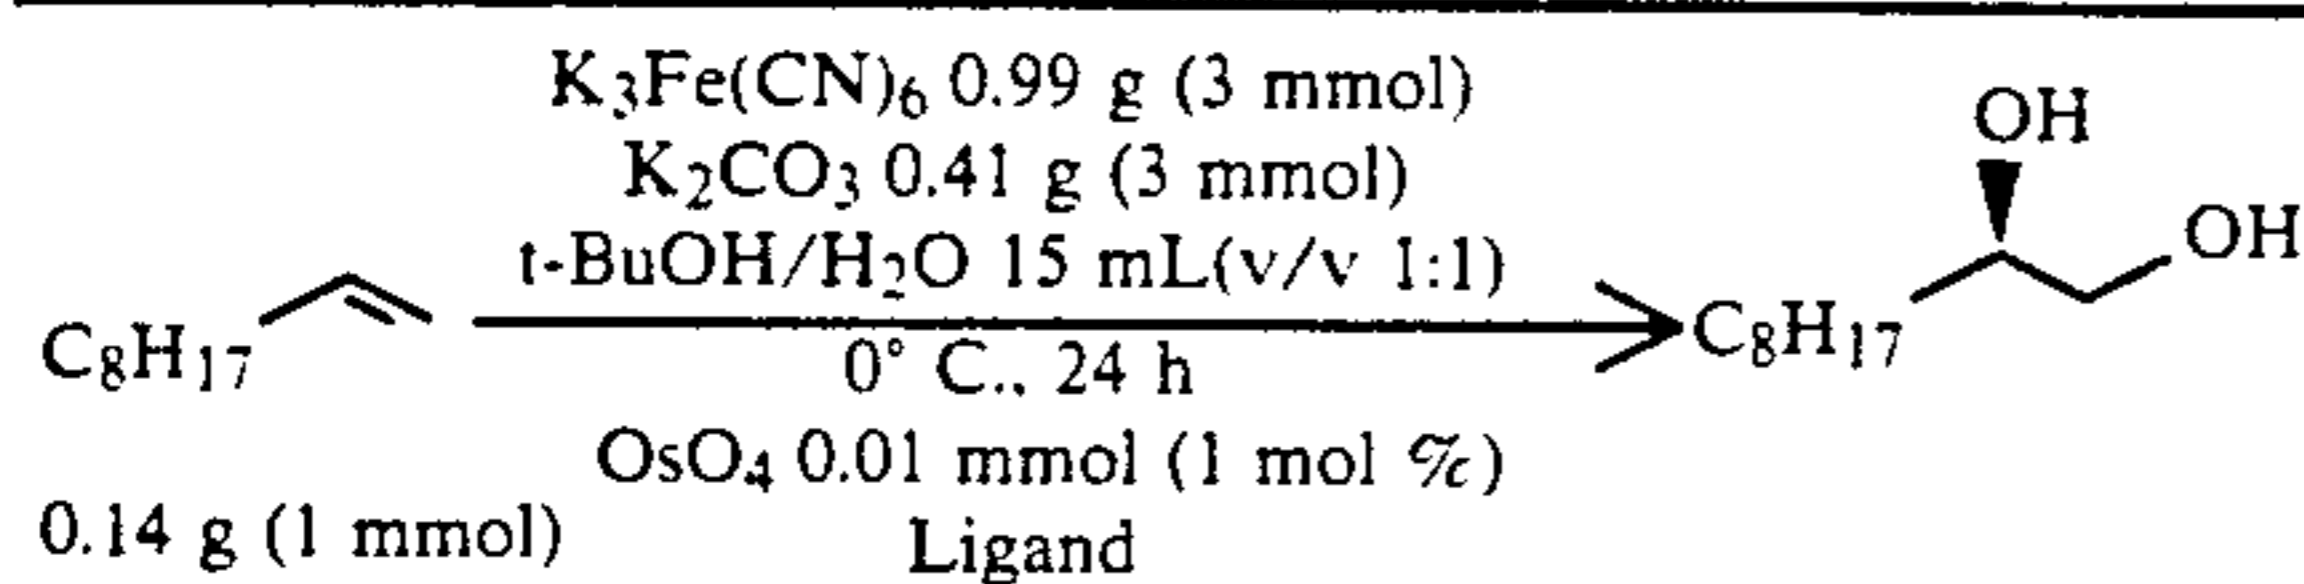 K3Fe(CN)6 0.99 g (3 mmol)
K2CO3 0.41 g (3 mmol)
t-BuOH/H2O 15 mL(v/v 1:1)
0° C., 24 h
OsO4 0.01 mmol (1 mol %)
Ligand
C8H17
0.14 g (1 mmol)
OH
OH
C8H17